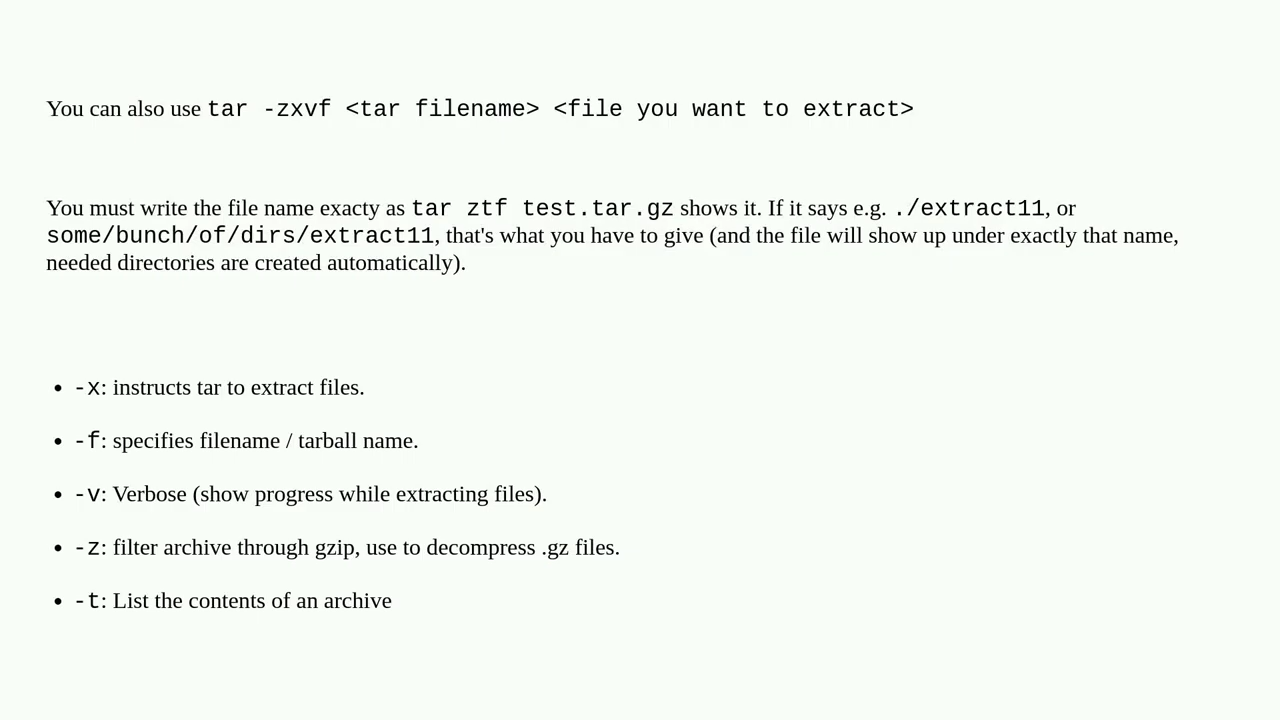 You can also use tar -zxvf <tar filename> <file you want to extract>
You must write the file name exacty as tar ztf test.tar.gz shows it. If it says e.g. ./extract11, or
some/bunch/of/dirs/extract11, that's what you have to give (and the file will show up under exactly that name,
needed directories are created automatically).
• -x: instructs tar to extract files.
• -f: specifies filename / tarball name.
• -v: Verbose (show progress while extracting files).
• -z: filter archive through gzip, use to decompress .gz files.
• -t: List the contents of an archive